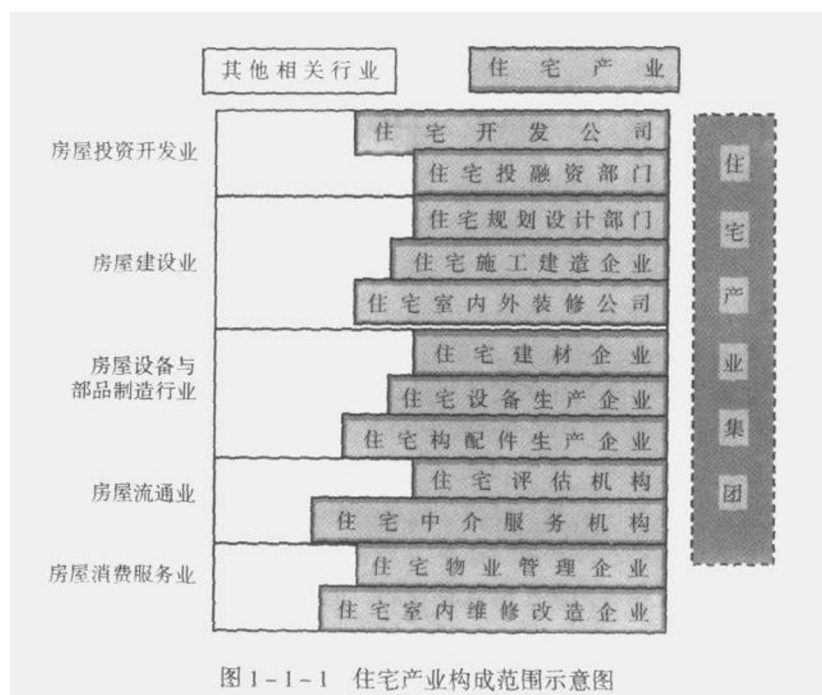 其他相关行业
住宅产业
房屋投资开发业
住宅开发公司
住宅投融资部门
房屋建设业
住宅规划设计部门
住宅施工建造企业
住宅室内外装修公司
房屋设备与
部品制造行业
住宅建材企业
住宅设备生产企业
住宅构配件生产企业
房屋流通业
住宅评估机构
住宅中介服务机构
房屋消费服务业
住宅物业管理企业
住宅室内维修改造企业
住宅产业集团
图1-1-1 住宅产业构成范围示意图